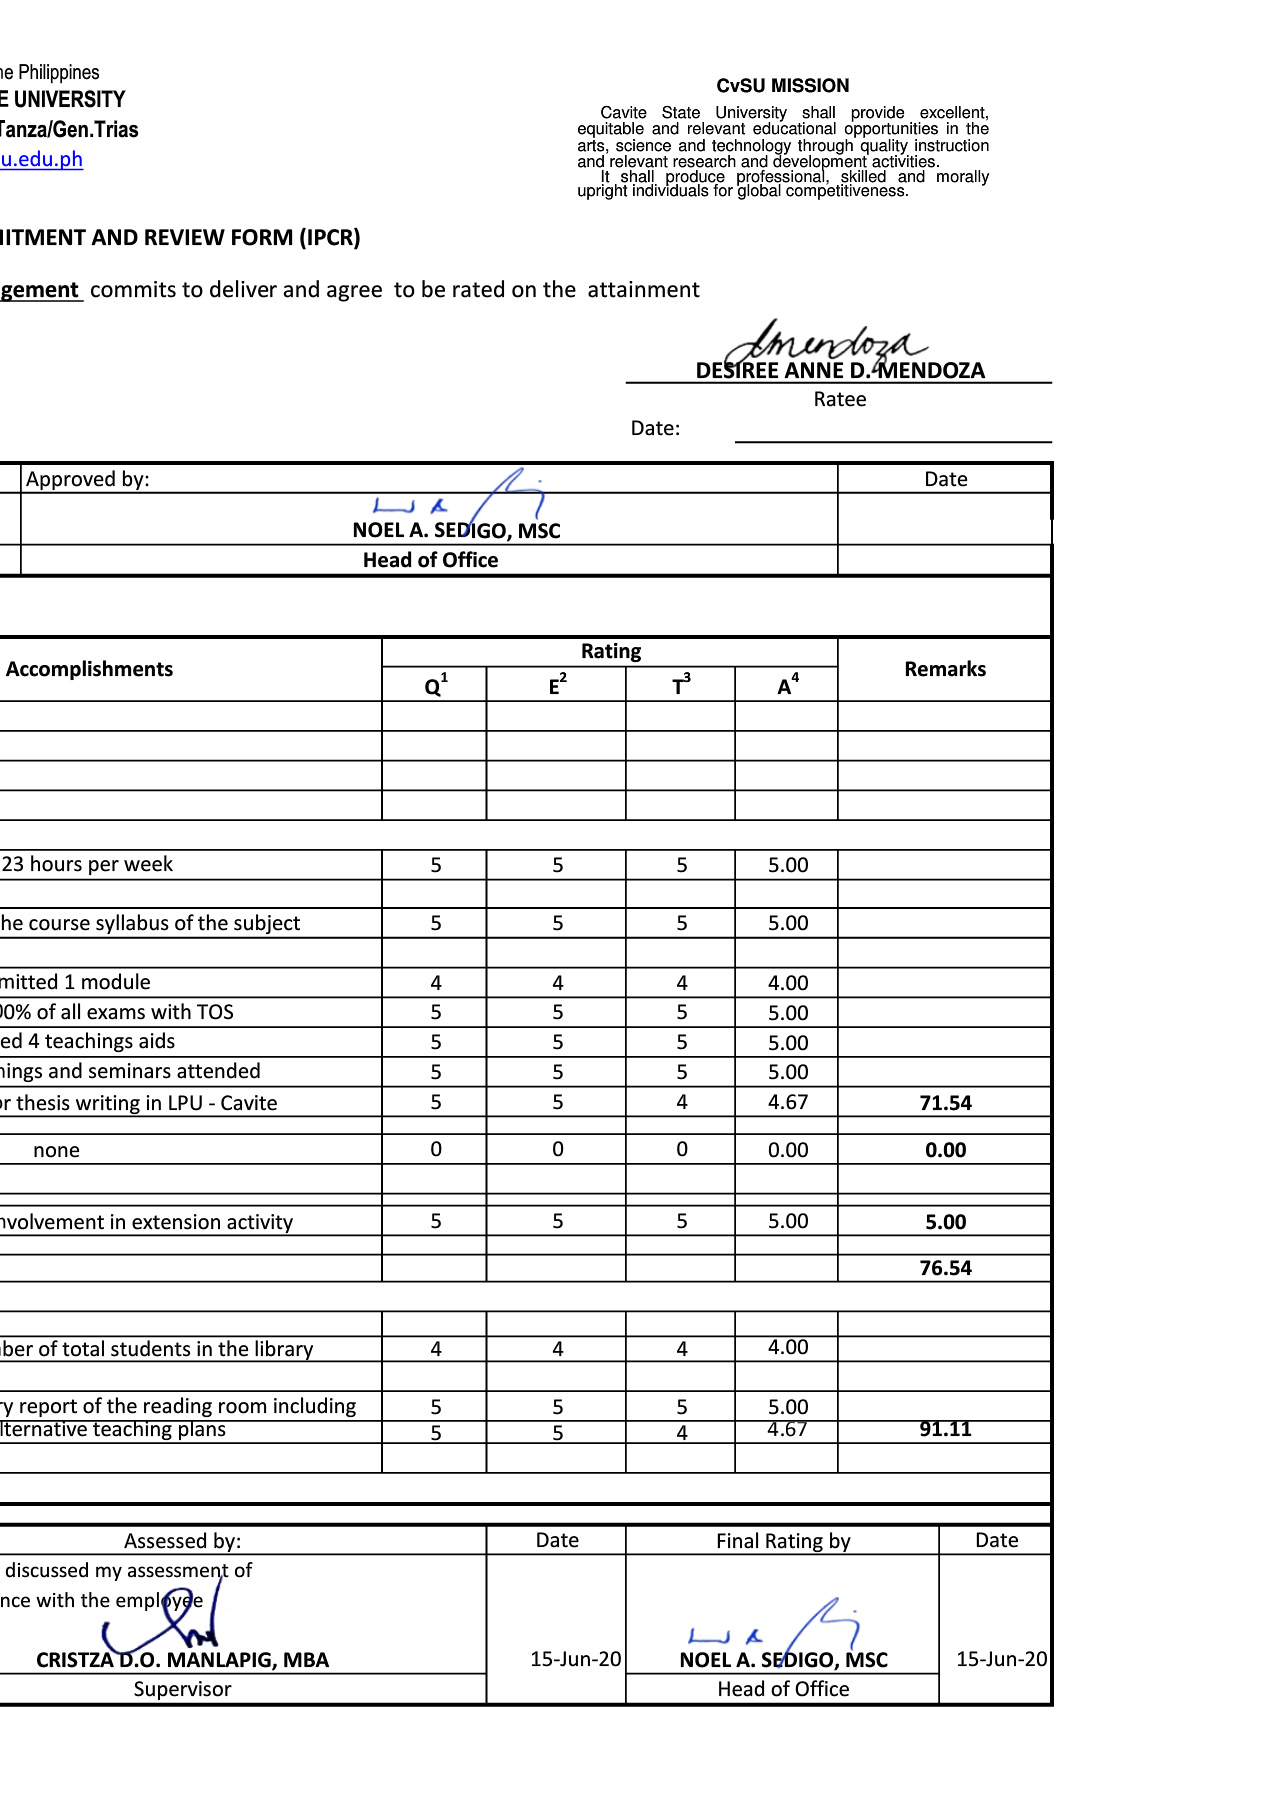 ne Philippines
E UNIVERSITY
Tanza/Gen.Trias
u.edu.ph
CvSU MISSION
Cavite State University shall provide excellent,
equitable and relevant educational opportunities in the
arts, science and technology through quality instruction
and relevant research and development activities.
It shall produce professional, skilled and morally
upright individuals for global competitiveness.
IITMENT AND REVIEW FORM (IPCR)
gement commits to deliver and agree to be rated on the attainment
DESIREE ANNE D. MENDOZA
Ratee
Date:
Approved by: Date
NOEL A. SEDIGO, MSC
Head of Office
Accomplishments Rating Remarks
Q1 E2 T3 A4
23 hours per week 5 5 5 5.00
he course syllabus of the subject 5 5 5 5.00
mitted 1 module 4 4 4 4.00
00% of all exams with TOS 5 5 5 5.00
ed 4 teachings aids 5 5 5 5.00
nings and seminars attended 5 5 5 5.00
or thesis writing in LPU - Cavite 5 5 4 4.67 71.54
none 0 0 0 0.00 0.00
nvolvement in extension activity 5 5 5 5.00 5.00
76.54
ber of total students in the library 4 4 4 4.00
ry report of the reading room including 5 5 5 5.00
lternative teaching plans 5 5 4 4.67 91.11
Assessed by: Date Final Rating by Date
discussed my assessment of
nce with the employee
CRISTZA D.O. MANLAPIG, MBA 15-Jun-20 NOEL A. SEDIGO, MSC 15-Jun-20
Supervisor Head of Office